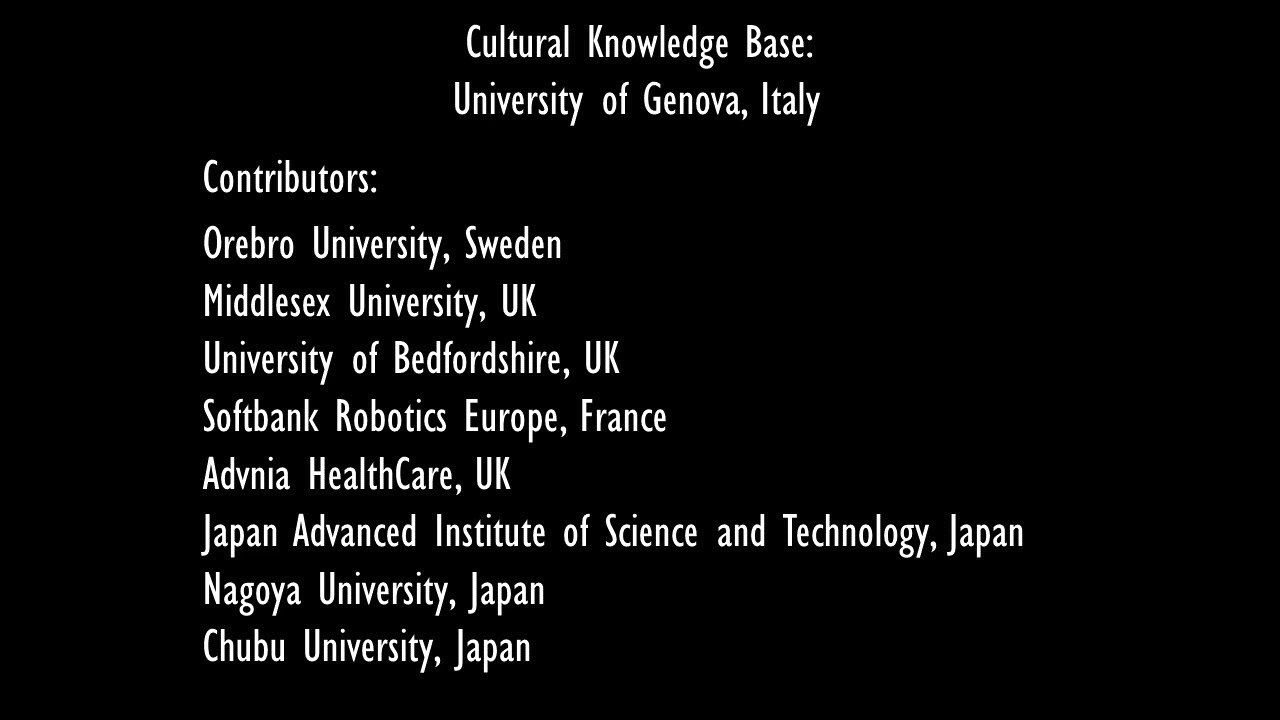 Cultural Knowledge Base:
University of Genova, Italy
Contributors:
Orebro University, Sweden
Middlesex University, UK
University of Bedfordshire, UK
Softbank Robotics Europe, France
Advnia HealthCare, UK
Japan Advanced Institute of Science and Technology, Japan
Nagoya University, Japan
Chubu University, Japan